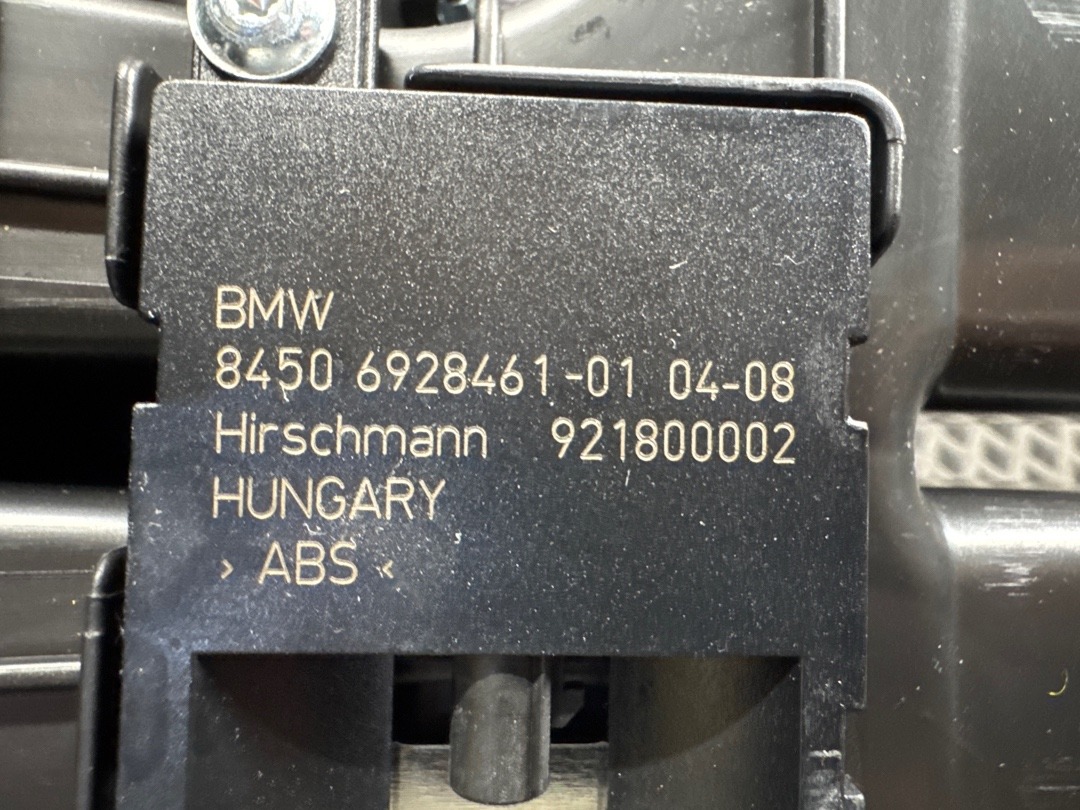 BMW
8450 6928461-01 04-08
Hirschmann 921800002
HUNGARY
> ABS <